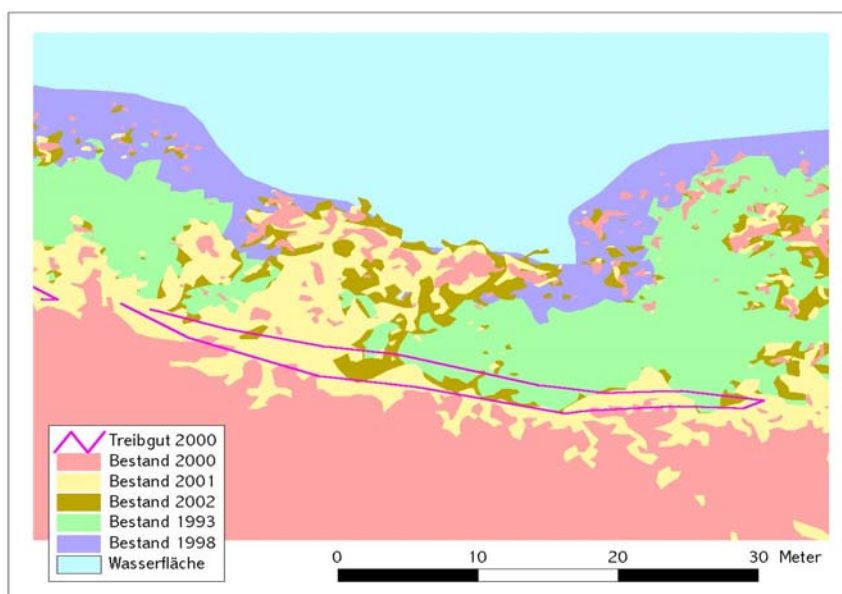 Treibgut 2000
Bestand 2000
Bestand 2001
Bestand 2002
Bestand 1993
Bestand 1998
Wasserfläche
0 10 20 30 Meter